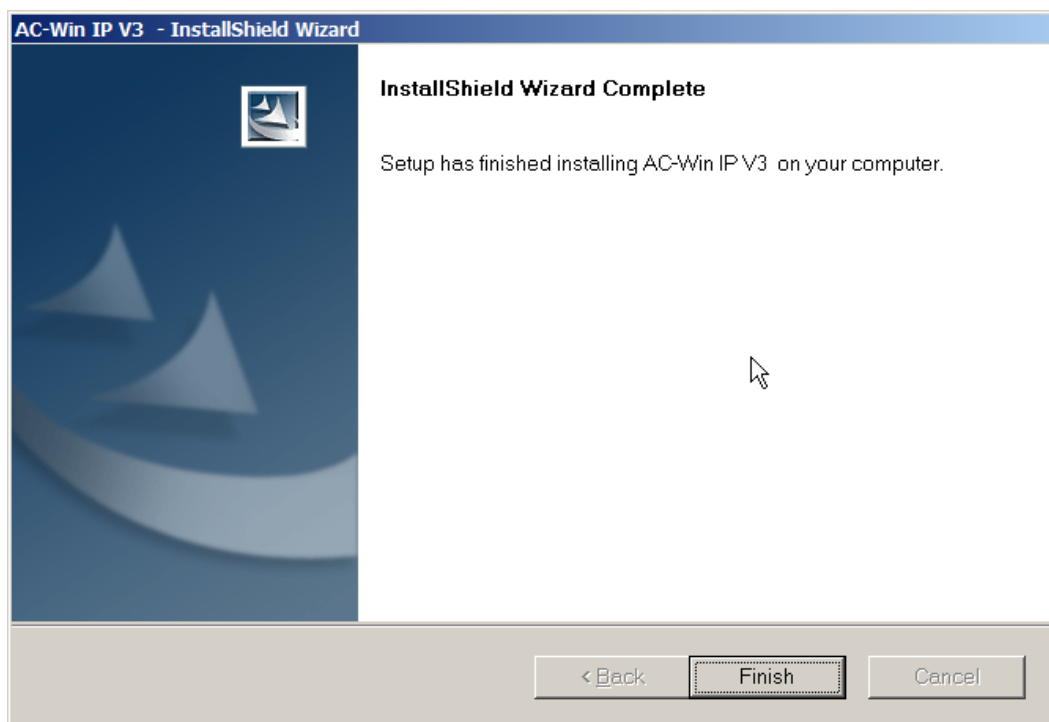 AC-Win IP V3 - InstallShield Wizard
InstallShield Wizard Complete
Setup has finished installing AC-Win IP V3 on your computer.
< Back Finish Cancel